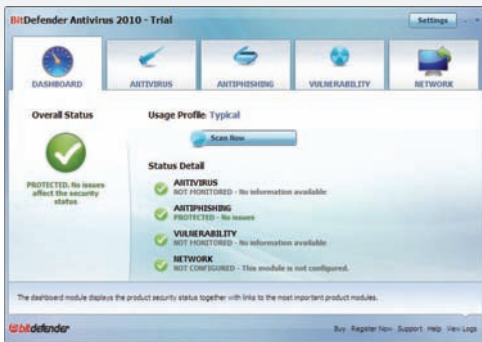 BitDefender Antivirus 2010 - Trial
Settings
DASHBOARD
ANTIVIRUS
ANTIPHISHING
VULNERABILITY
NETWORK
Overall Status
PROTECTED. No issues
affect the security
status
Usage Profile: Typical
Scan Now
Status Detail
ANTIVIRUS
NOT MONITORED - No information available
ANTIPHISHING
PROTECTED - No issues
VULNERABILITY
NOT MONITORED - No information available
NETWORK
NOT CONFIGURED - This module is not configured.
The dashboard module displays the product security status together with links to the most important product modules.
bitdefender
Buy Register Now Support Help View Logs